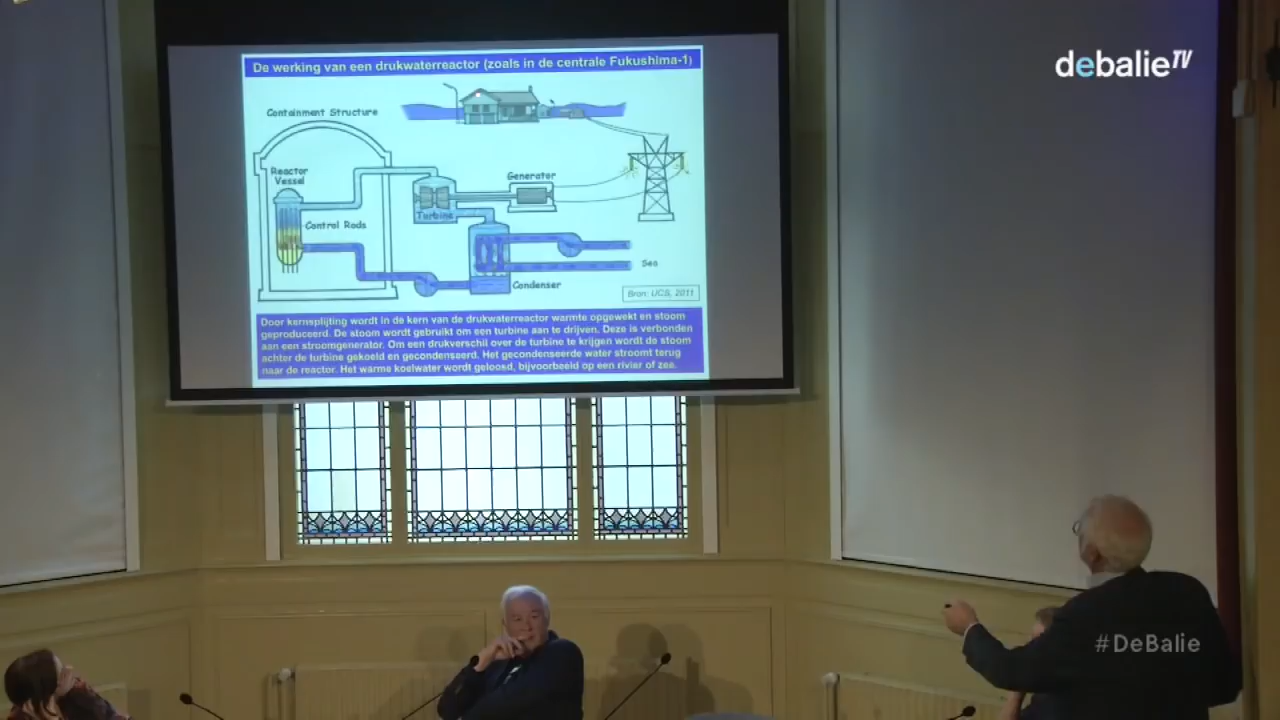 debalieTV
De werking van een drukwaterreactor (zoals in de centrale Fukushima-1)
Containment Structure
Reactor
Vessel
Generator
Turbine
Control Rods
Sea
Condenser
Bron: UCS, 2011
Door kernsplijting wordt in de kern van de drukwaterreactor warmte opgewekt en stoom
geproduceerd. De stoom wordt gebruikt om een turbine aan te drijven. Deze is verbonden
aan een stroomgenerator. Om een drukverschil over de turbine te krijgen wordt de stoom
achter de turbine gekoeld en gecondenseerd. Het gecondenseerde water stroomt terug
naar de reactor. Het warme koelwater wordt geloosd, bijvoorbeeld op een rivier of zee.
#DeBalie